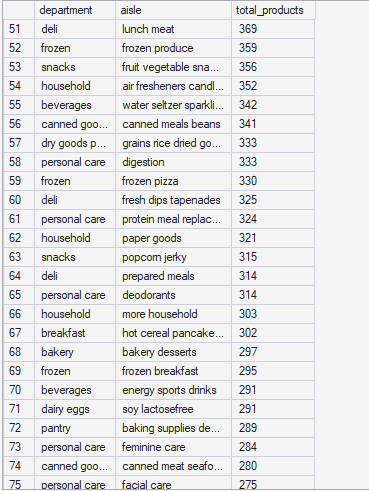 department aisle total_products
51 deli lunch meat 369
52 frozen frozen produce 359
53 snacks fruit vegetable sna... 356
54 household air fresheners candl... 352
55 beverages water seltzer sparkli... 342
56 canned goo... canned meals beans 341
57 dry goods p... grains rice dried go... 333
58 personal care digestion 333
59 frozen frozen pizza 330
60 deli fresh dips tapenades 325
61 personal care protein meal replac... 324
62 household paper goods 321
63 snacks popcorn jerky 315
64 deli prepared meals 314
65 personal care deodorants 314
66 household more household 303
67 breakfast hot cereal pancake... 302
68 bakery bakery desserts 297
69 frozen frozen breakfast 295
70 beverages energy sports drinks 291
71 dairy eggs soy lactosefree 291
72 pantry baking supplies de... 289
73 personal care feminine care 284
74 canned goo... canned meat seafo... 280
75 personal care facial care 275